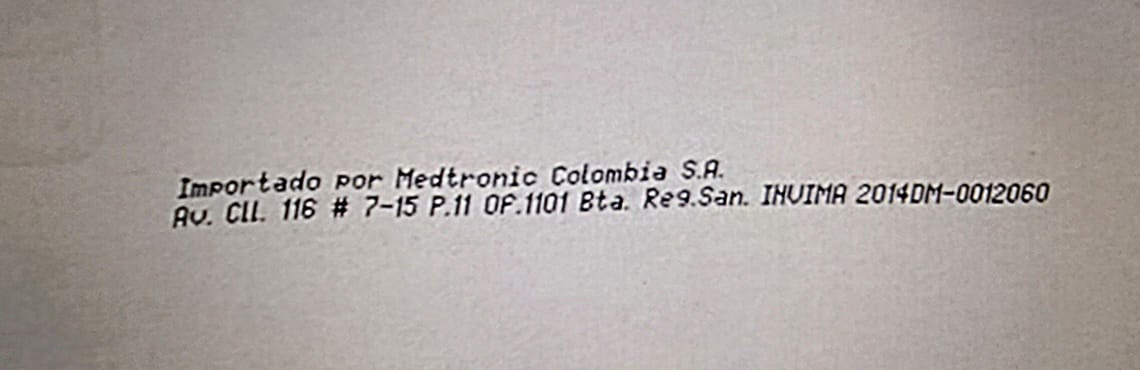 Importado por Medtronic Colombia S.A.
Av. Cll. 116 # 7-15 P.11 OF.1101 Bta. Reg.San. INVIMA 2014DM-0012060